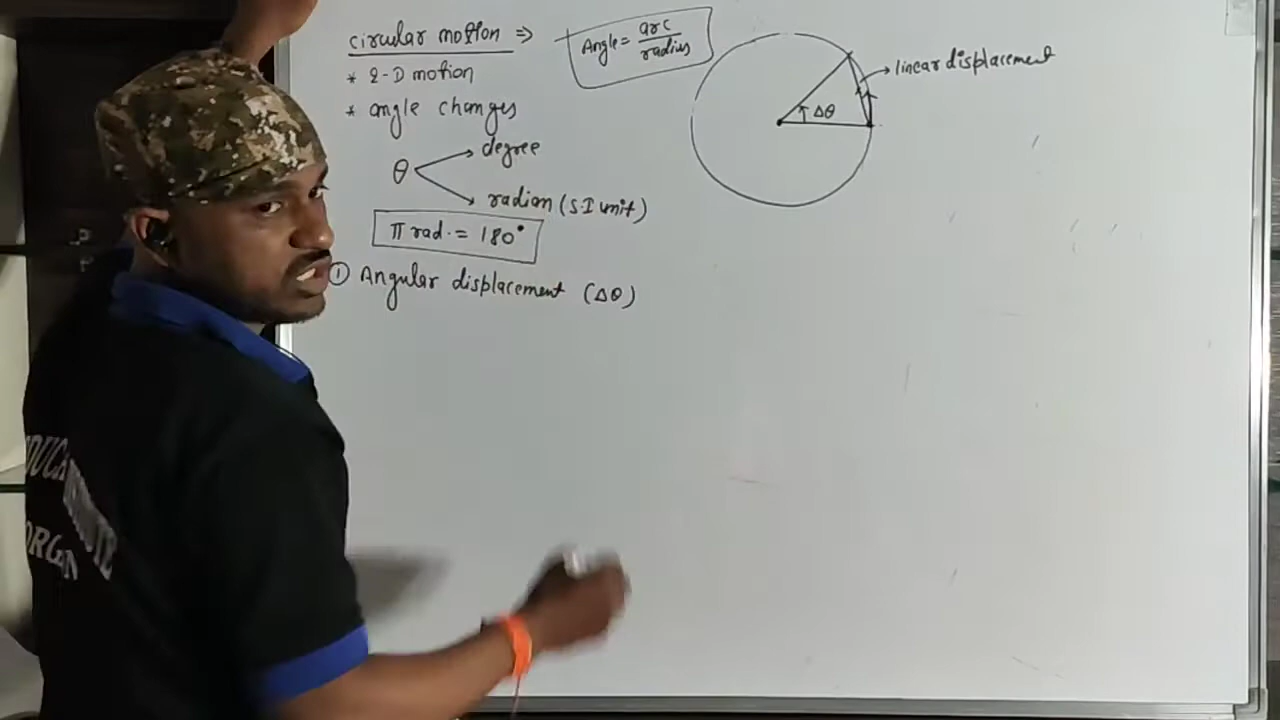 circular motion ⇒
* 2-D motion
* angle changes
θ
degree
radian (SI unit)
π rad. = 180°
① Angular displacement (Δθ)
Angle = arc / radius
Δθ
linear displacement